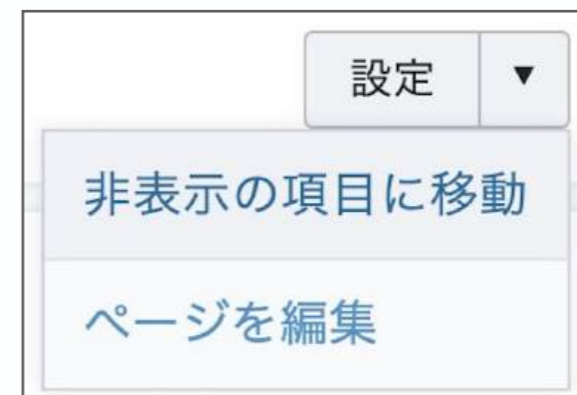 設定 ▼
非表示の項目に移動
ページを編集